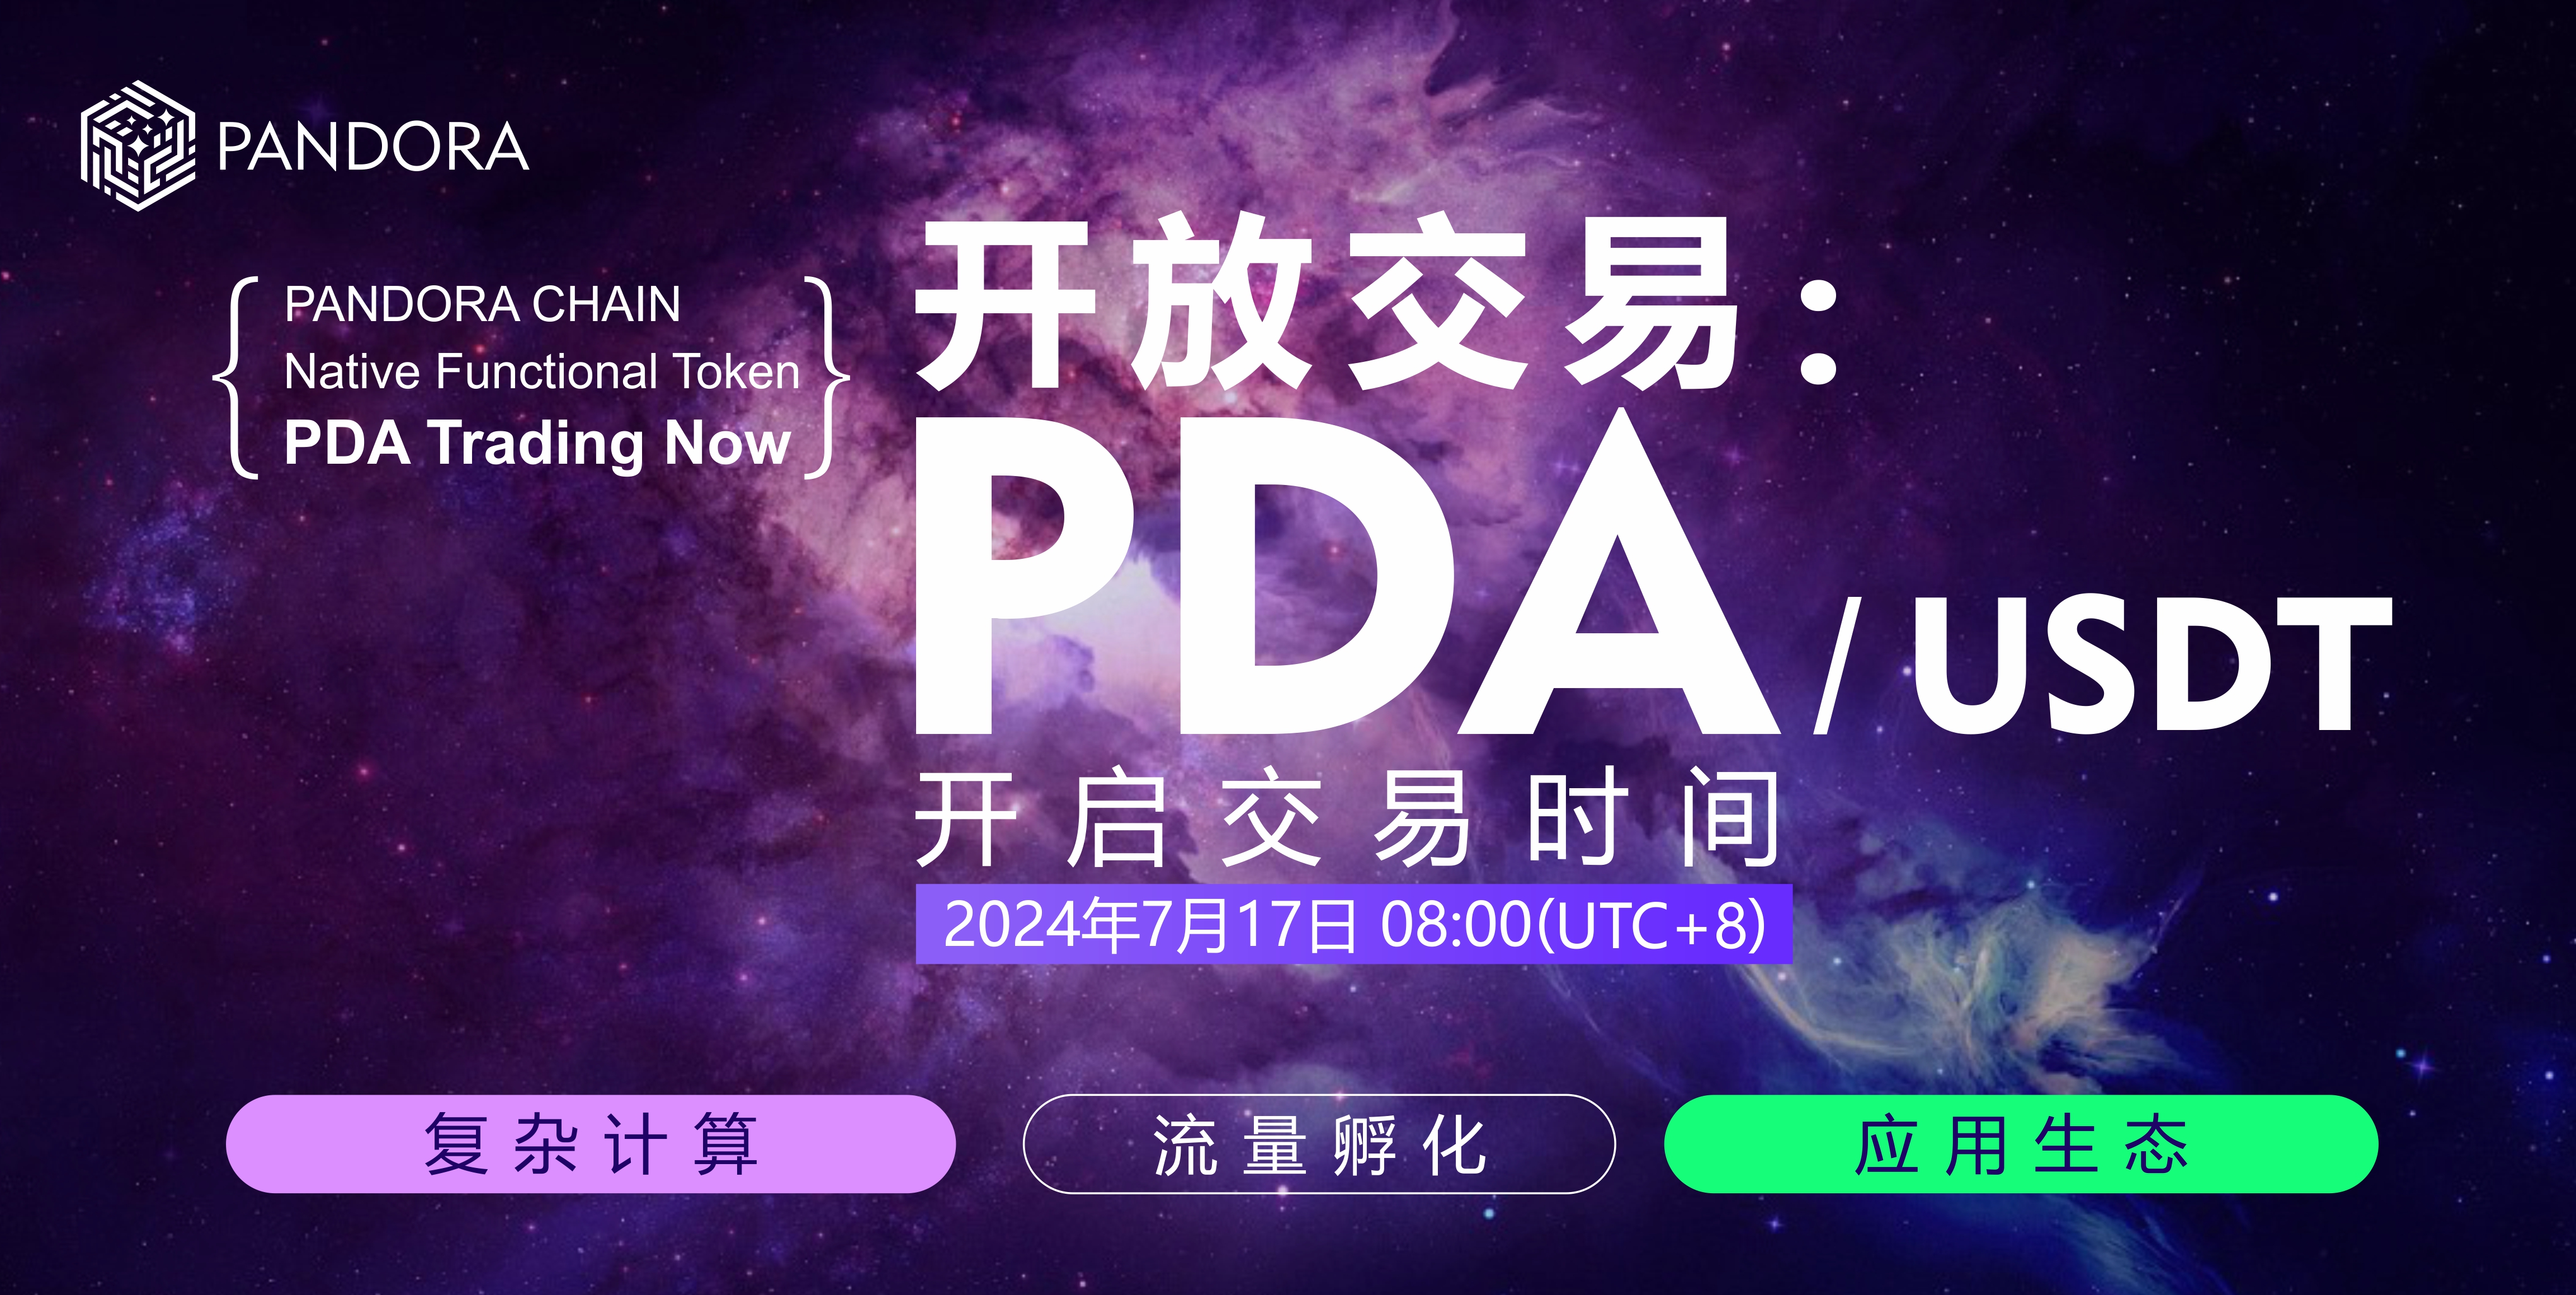 PANDORA
PANDORA CHAIN
Native Functional Token
PDA Trading Now
开放交易：
PDA / USDT
开启交易时间
2024年7月17日 08:00(UTC+8)
复杂计算
流量孵化
应用生态